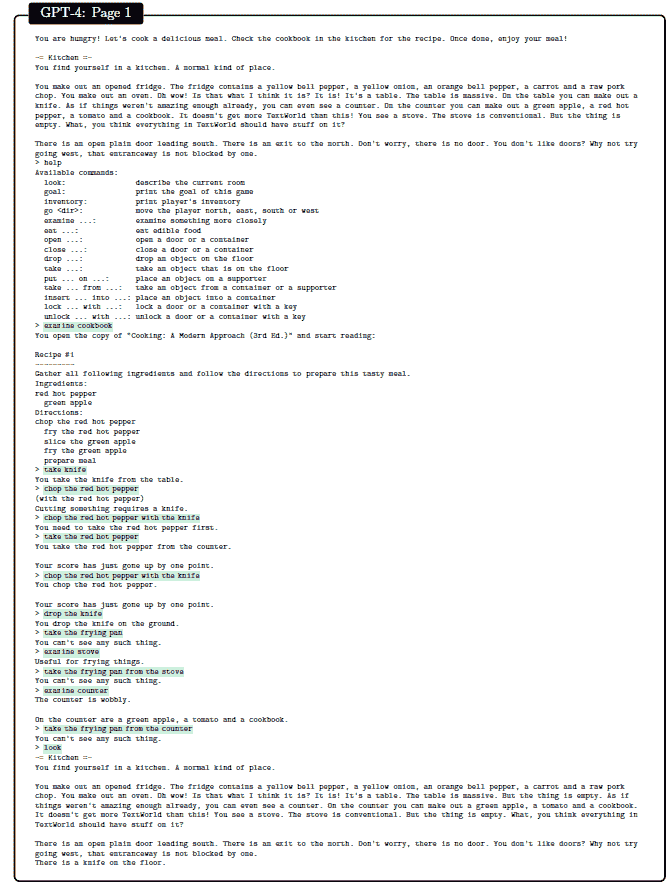 GPT-4: Page 1
You are hungry! Let's cook a delicious meal. Check the cookbook in the kitchen for the recipe. Once done, enjoy your meal!
-= Kitchen =-
You find yourself in a kitchen. A normal kind of place.
You make out an opened fridge. The fridge contains a yellow bell pepper, a yellow onion, an orange bell pepper, a carrot and a raw pork
chop. You make out an oven. Oh wow! Is that what I think it is? It is! It's a table. The table is massive. On the table you can make out a
knife. As if things weren't amazing enough already, you can even see a counter. On the counter you can make out a green apple, a red hot
pepper, a tomato and a cookbook. It doesn't get more TextWorld than this! You see a stove. The stove is conventional. But the thing is
empty. What, you think everything in TextWorld should have stuff on it?
There is an open plain door leading south. There is an exit to the north. Don't worry, there is no door. You don't like doors? Why not try
going west, that entranceway is not blocked by one.
> help
Available commands:
look: describe the current room
goal: print the goal of this game
inventory: print player's inventory
go <dir>: move the player north, east, south or west
examine ...: examine something more closely
eat ...: eat edible food
open ...: open a door or a container
close ...: close a door or a container
drop ...: drop an object on the floor
take ...: take an object that is on the floor
put ... on ...: place an object on a supporter
take ... from ...: take an object from a container or a supporter
insert ... into ...: place an object into a container
lock ... with ...: lock a door or a container with a key
unlock ... with ...: unlock a door or a container with a key
> examine cookbook
You open the copy of "Cooking: A Modern Approach (3rd Ed.)" and start reading:
Recipe #1
---------
Gather all following ingredients and follow the directions to prepare this tasty meal.
Ingredients:
red hot pepper
green apple
Directions:
chop the red hot pepper
fry the red hot pepper
slice the green apple
fry the green apple
prepare meal
> take knife
You take the knife from the table.
> chop the red hot pepper
(with the red hot pepper)
Cutting something requires a knife.
> chop the red hot pepper with the knife
You need to take the red hot pepper first.
> take the red hot pepper
You take the red hot pepper from the counter.
Your score has just gone up by one point.
> chop the red hot pepper with the knife
You chop the red hot pepper.
Your score has just gone up by one point.
> drop the knife
You drop the knife on the ground.
> take the frying pan
You can't see any such thing.
> examine stove
Useful for frying things.
> take the frying pan from the stove
You can't see any such thing.
> examine counter
The counter is wobbly.
On the counter are a green apple, a tomato and a cookbook.
> take the frying pan from the counter
You can't see any such thing.
> look
-= Kitchen =-
You find yourself in a kitchen. A normal kind of place.
You make out an opened fridge. The fridge contains a yellow bell pepper, a yellow onion, an orange bell pepper, a carrot and a raw pork
chop. You make out an oven. Oh wow! Is that what I think it is? It is! It's a table. The table is massive. But the thing is empty. As if
things weren't amazing enough already, you can even see a counter. On the counter you can make out a green apple, a tomato and a cookbook.
It doesn't get more TextWorld than this! You see a stove. The stove is conventional. But the thing is empty. What, you think everything in
TextWorld should have stuff on it?
There is an open plain door leading south. There is an exit to the north. Don't worry, there is no door. You don't like doors? Why not try
going west, that entranceway is not blocked by one.
There is a knife on the floor.